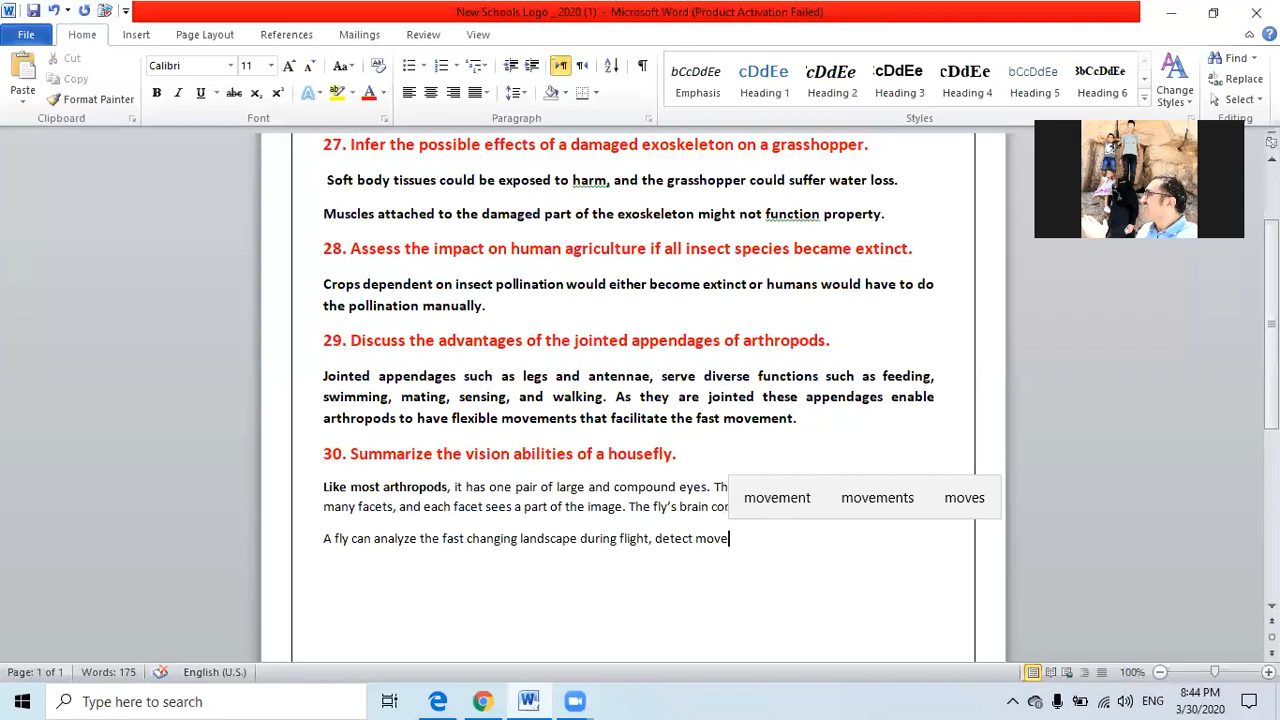 New Schools Logo _ 2020 (1) - Microsoft Word (Product Activation Failed)
File Home Insert Page Layout References Mailings Review View
Cut
Copy
Format Painter
Paste
Clipboard
Calibri 11
Font
Paragraph
bCcDdEe cDdEe cCcDdEe cCcDdEe cCcDdEe bCcDdEe bBcCcDdEe
Emphasis Heading 1 Heading 2 Heading 3 Heading 4 Heading 5 Heading 6
Styles
Change Styles
Find
Replace
Select
Editing
27. Infer the possible effects of a damaged exoskeleton on a grasshopper.
Soft body tissues could be exposed to harm, and the grasshopper could suffer water loss.
Muscles attached to the damaged part of the exoskeleton might not function property.
28. Assess the impact on human agriculture if all insect species became extinct.
Crops dependent on insect pollination would either become extinct or humans would have to do
the pollination manually.
29. Discuss the advantages of the jointed appendages of arthropods.
Jointed appendages such as legs and antennae, serve diverse functions such as feeding,
swimming, mating, sensing, and walking. As they are jointed these appendages enable
arthropods to have flexible movements that facilitate the fast movement.
30. Summarize the vision abilities of a housefly.
Like most arthropods, it has one pair of large and compound eyes. Th
many facets, and each facet sees a part of the image. The fly's brain
movement movements moves
A fly can analyze the fast changing landscape during flight, detect move
Page: 1 of 1 Words: 175 English (U.S.) 100%
Type here to search
ENG
8:44 PM
3/30/2020